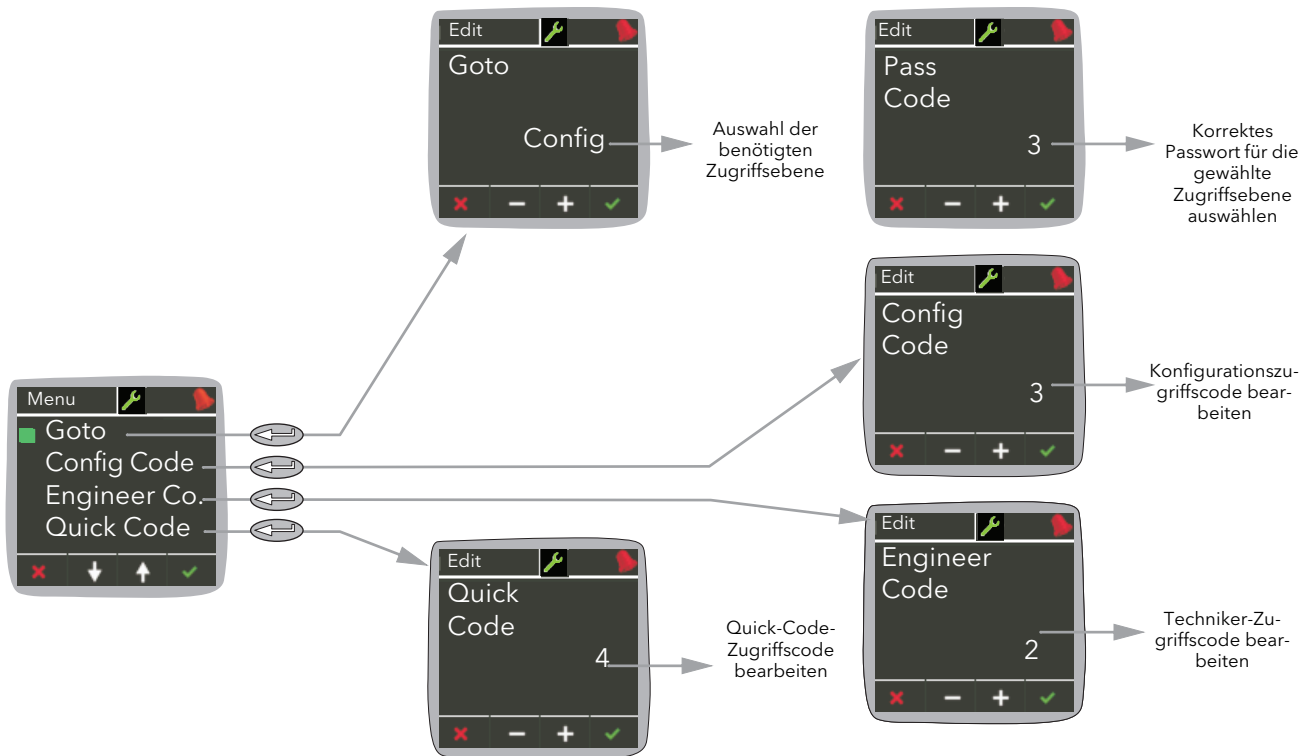 Edit
Goto
Config
Auswahl der
benötigten
Zugriffsebene
Edit
Pass
Code
3
Korrektes
Passwort für die
gewählte
Zugriffsebene
auswählen
Edit
Config
Code
3
Konfigurationszu-
griffscode bear-
beiten
Menu
Goto
Config Code
Engineer Co.
Quick Code
Edit
Quick
Code
4
Quick-Code-
Zugriffscode
bearbeiten
Edit
Engineer
Code
2
Techniker-Zu-
griffscode bear-
beiten